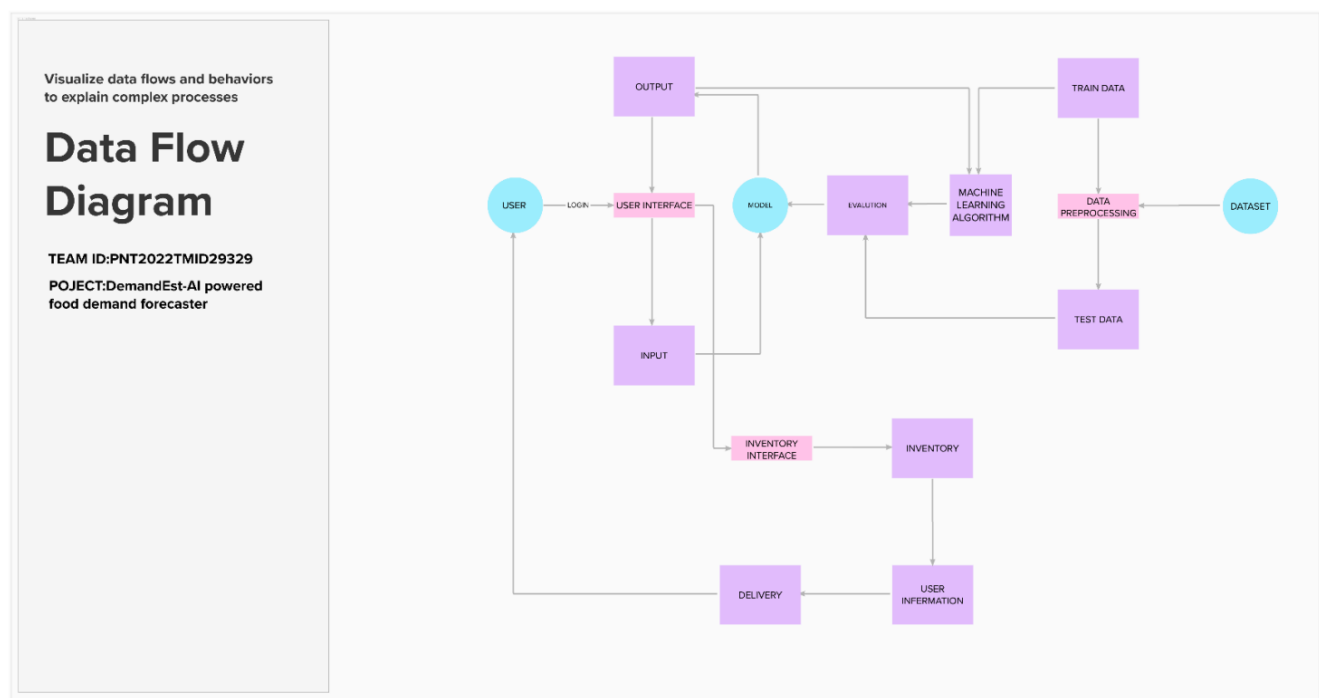 Visualize data flows and behaviors
to explain complex processes
Data Flow
Diagram
TEAM ID:PNT2022TMID29329
POJECT:DemandEst-AI powered
food demand forecaster
OUTPUT
TRAIN DATA
USER
LOGIN
USER INTERFACE
MODEL
EVALUTION
MACHINE
LEARNING
ALGORITHM
DATA
PREPROCESSING
DATASET
INPUT
TEST DATA
INVENTORY
INTERFACE
INVENTORY
DELIVERY
USER
INFERMATION